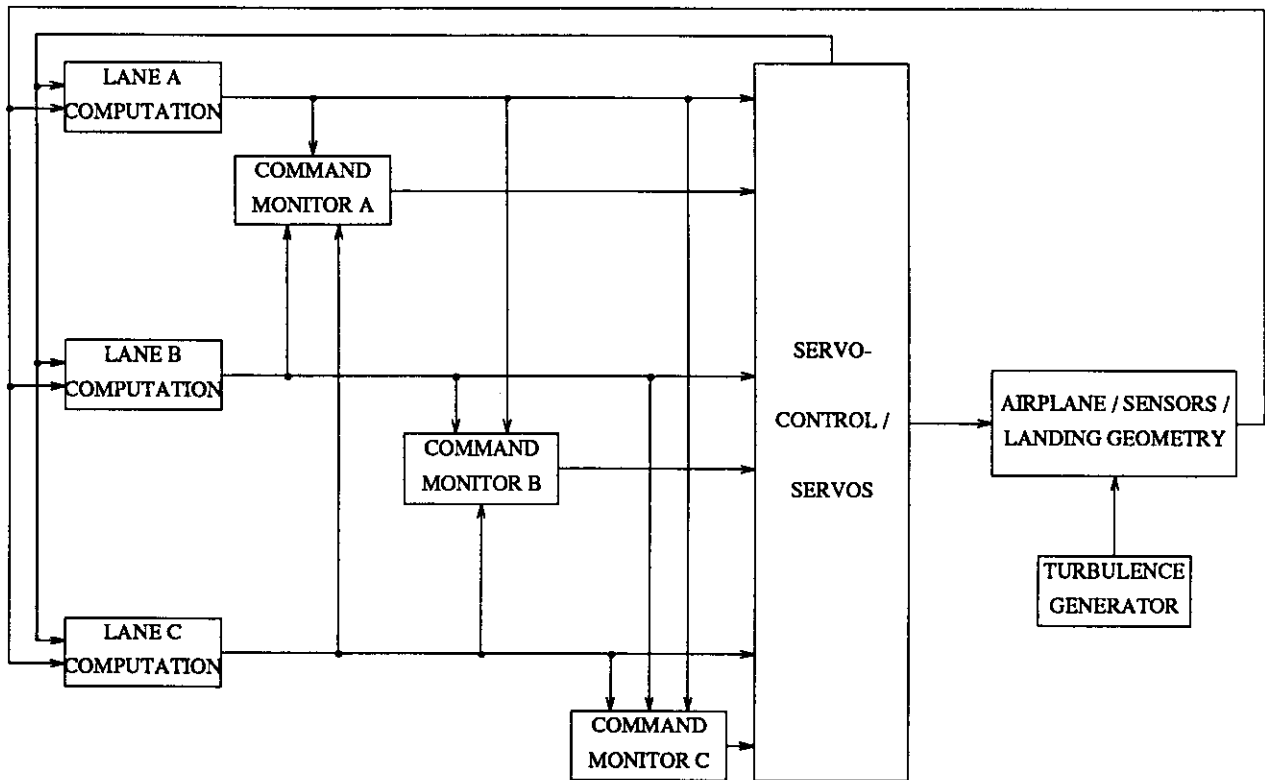 LANE A
COMPUTATION
COMMAND
MONITOR A
LANE B
COMPUTATION
COMMAND
MONITOR B
LANE C
COMPUTATION
COMMAND
MONITOR C
SERVO-
CONTROL /
SERVOS
AIRPLANE / SENSORS /
LANDING GEOMETRY
TURBULENCE
GENERATOR